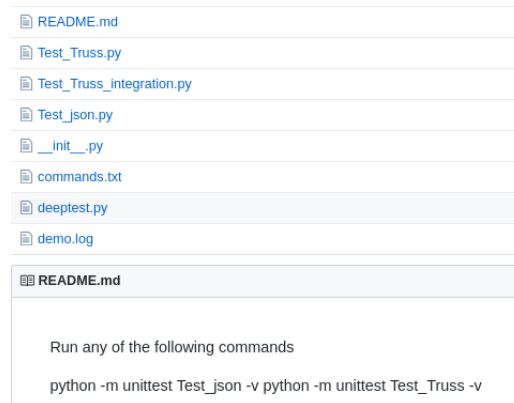 README.md
Test_Truss.py
Test_Truss_integration.py
Test_json.py
__init__.py
commands.txt
deeptest.py
demo.log
README.md
Run any of the following commands
python -m unittest Test_json -v python -m unittest Test_Truss -v